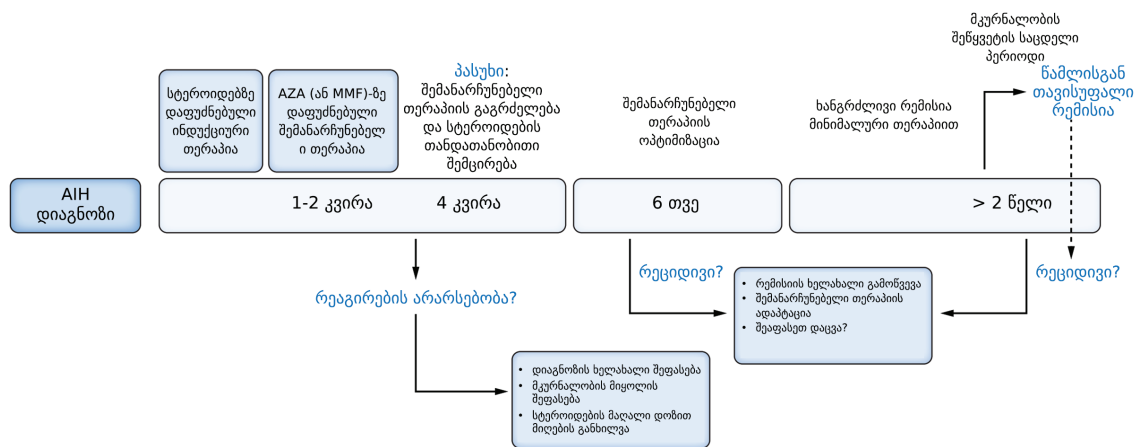 მკურნალობის
შეწყვეტის საცდელი
პერიოდი
სტეროიდებზე
დაფუძნებული
ინდუქციური
თერაპია
AZA (ან MMF)-ზე
დაფუძნებული
შემანარჩუნებელ
ი თერაპია
პასუხი:
შემანარჩუნებელი
თერაპიის გაგრძელება
და სტეროიდების
თანდათანობითი
შემცირება
შემანარჩუნებელი
თერაპიის
ოპტიმიზაცია
ხანგრძლივი რემისია
მინიმალური თერაპიით
წამლისგან
თავისუფალი
რემისია
AIH
დიაგნოზი
1-2 კვირა
4 კვირა
6 თვე
> 2 წელი
რეაგირების არარსებობა?
რეციდივი?
რეციდივი?
• რემისიის ხელახალი გამოწვევა
• შემანარჩუნებელი თერაპიის
ადაპტაცია
• შეაფასეთ დაცვა?
• დიაგნოზის ხელახალი შეფასება
• მკურნალობის მიყოლის
შეფასება
• სტეროიდების მაღალი დოზით
მიღების განხილვა